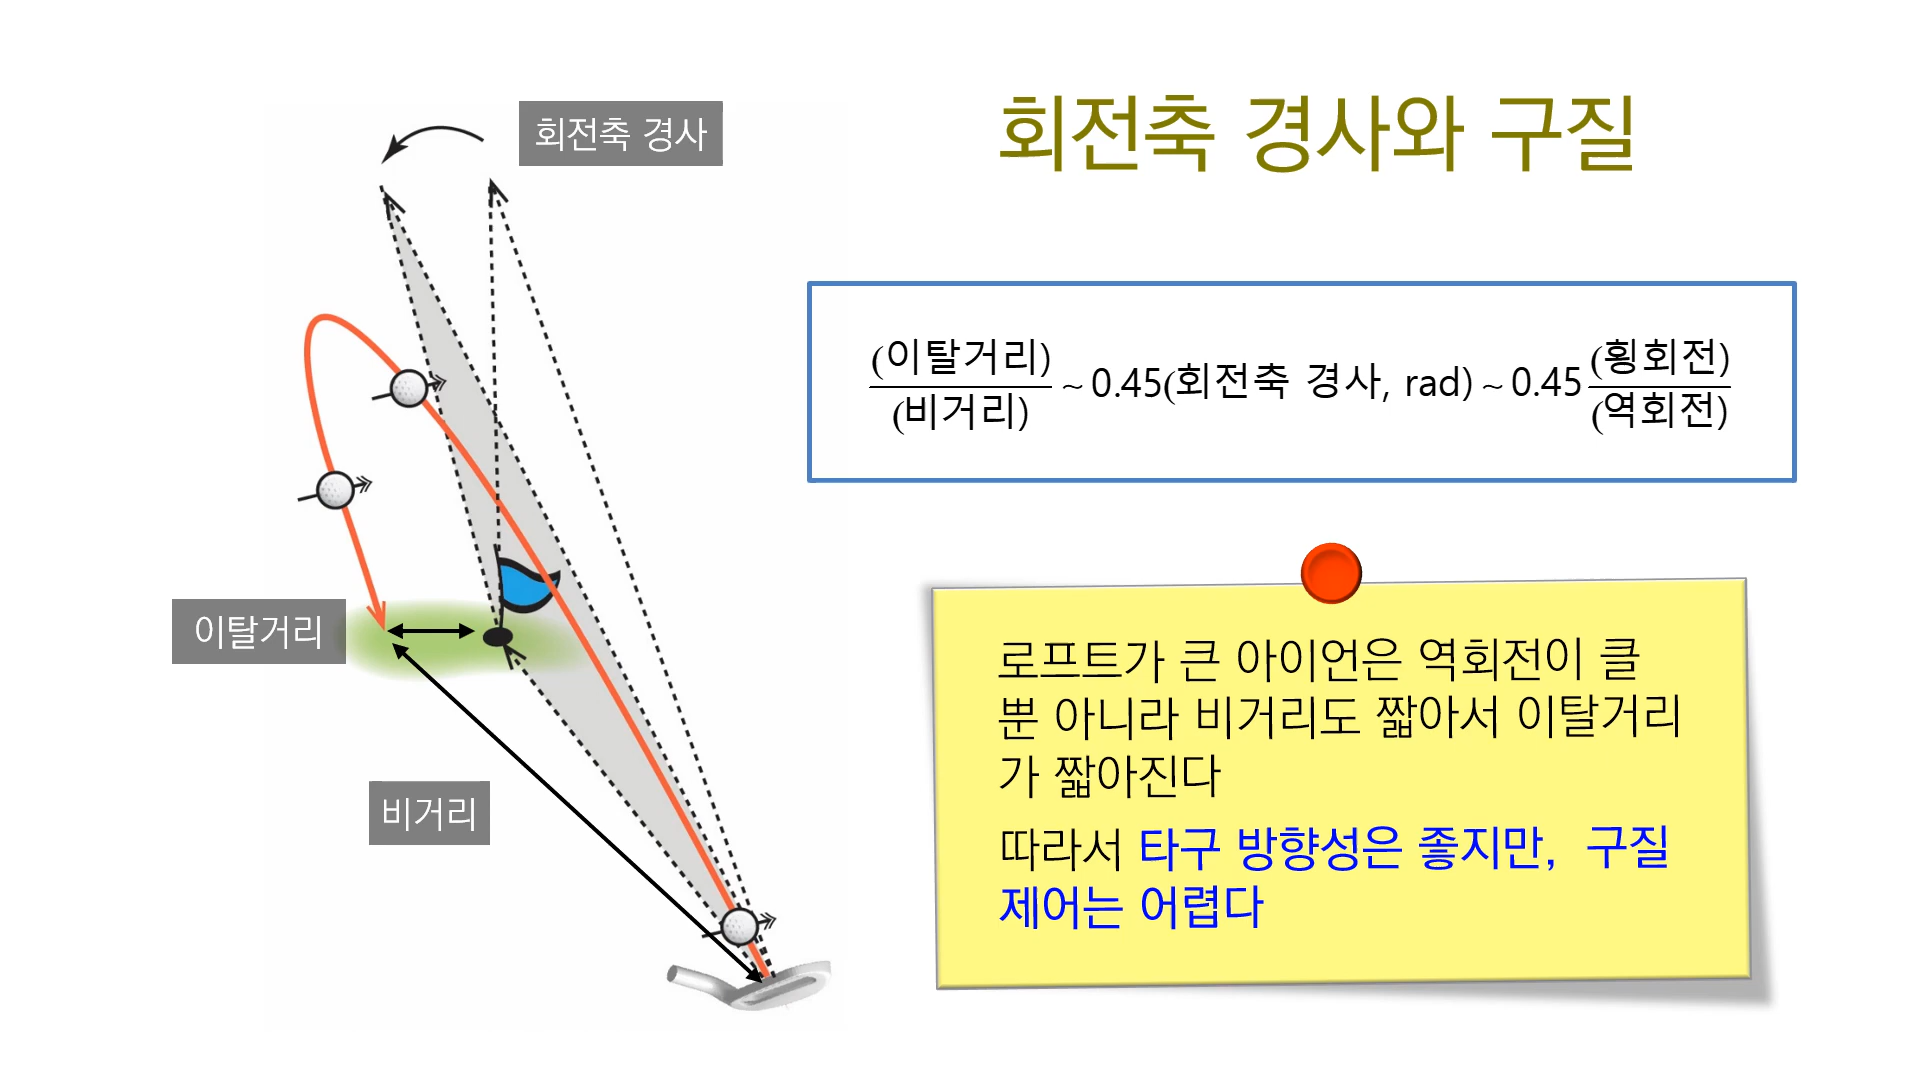 회전축 경사와 구질
회전축 경사
(이탈거리)/(비거리) ~ 0.45(회전축 경사, rad) ~ 0.45 (횡회전)/(역회전)
이탈거리
비거리
로프트가 큰 아이언은 역회전이 클
뿐 아니라 비거리도 짧아서 이탈거리
가 짧아진다
따라서 타구 방향성은 좋지만, 구질
제어는 어렵다